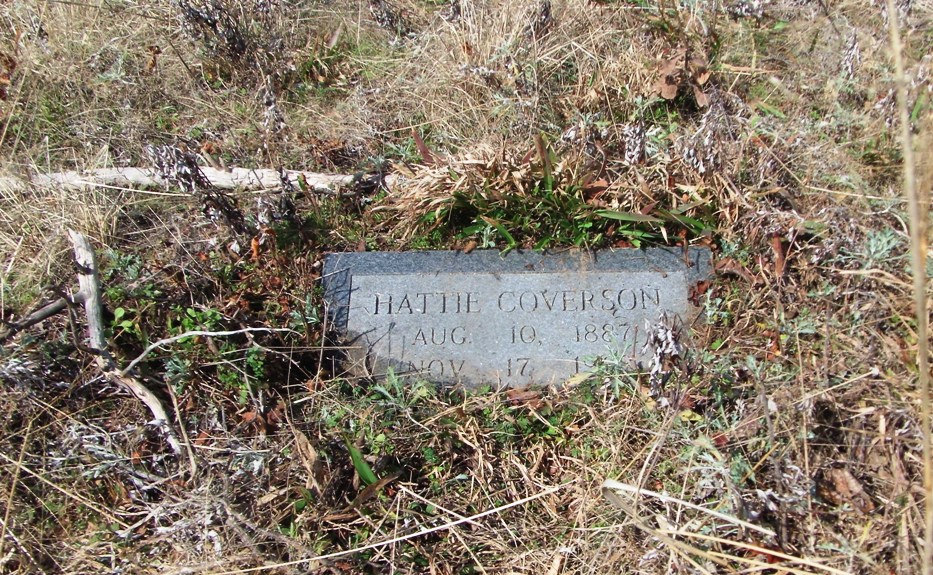 HATTIE COVERSON
AUG. 10, 1887
NOV. 17,